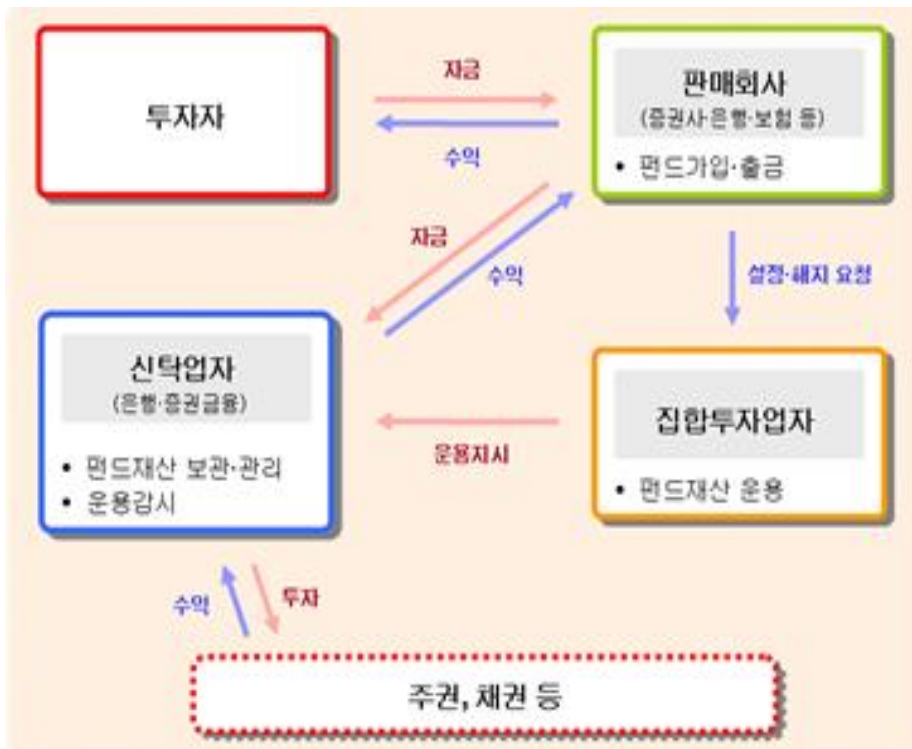 투자자
자금
수익
판매회사
(증권사·은행·보험 등)
• 펀드가입·출금
자금
수익
설정·해지 요청
신탁업자
(은행·증권금융)
• 펀드재산 보관·관리
• 운용감시
운용지시
집합투자업자
• 펀드재산 운용
수익
투자
주권, 채권 등